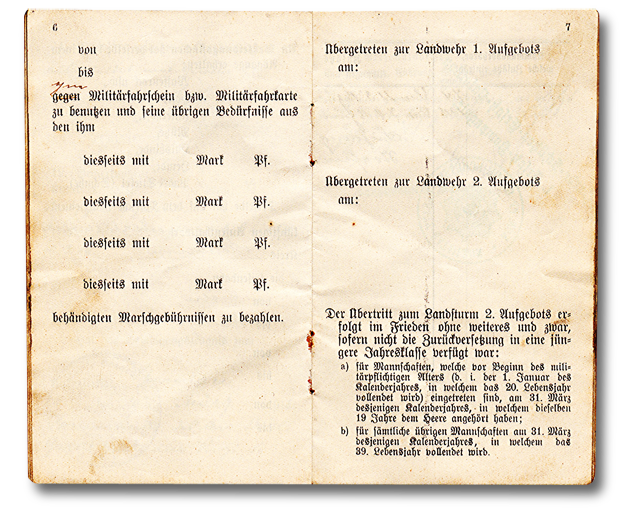 6
von
bis
gegen Militärfahrschein bzw. Militärfahrkarte
zu benutzen und seine übrigen Bedürfnisse aus
den ihm
diesseits mit Mark Pf.
diesseits mit Mark Pf.
diesseits mit Mark Pf.
diesseits mit Mark Pf.
behändigten Marschgebührnissen zu bezahlen.
7
Übergetreten zur Landwehr 1. Aufgebots
am:
Übergetreten zur Landwehr 2. Aufgebots
am:
Der Übertritt zum Landsturm 2. Aufgebots er-
folgt im Frieden ohne weiteres und zwar,
sofern nicht die Zurückversetzung in eine jün-
gere Jahresklasse verfügt war:
a) für Mannschaften, welche vor Beginn des mili-
tärpflichtigen Alters (d. i. der 1. Januar des
Kalenderjahres, in welchem das 20. Lebensjahr
vollendet wird) eingetreten sind, am 31. März
desjenigen Kalenderjahres, in welchem dieselben
19 Jahre dem Heere angehört haben;
b) für sämtliche übrigen Mannschaften am 31. März
desjenigen Kalenderjahres, in welchem das
39. Lebensjahr vollendet wird.